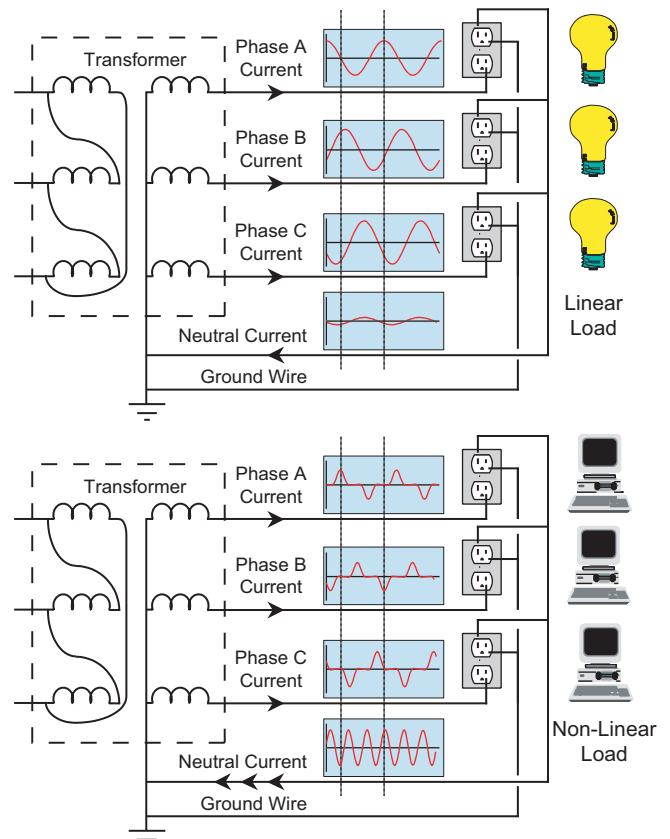 Transformer
Phase A
Current
Phase B
Current
Phase C
Current
Neutral Current
Ground Wire
Linear
Load
Transformer
Phase A
Current
Phase B
Current
Phase C
Current
Neutral Current
Ground Wire
Non-Linear
Load